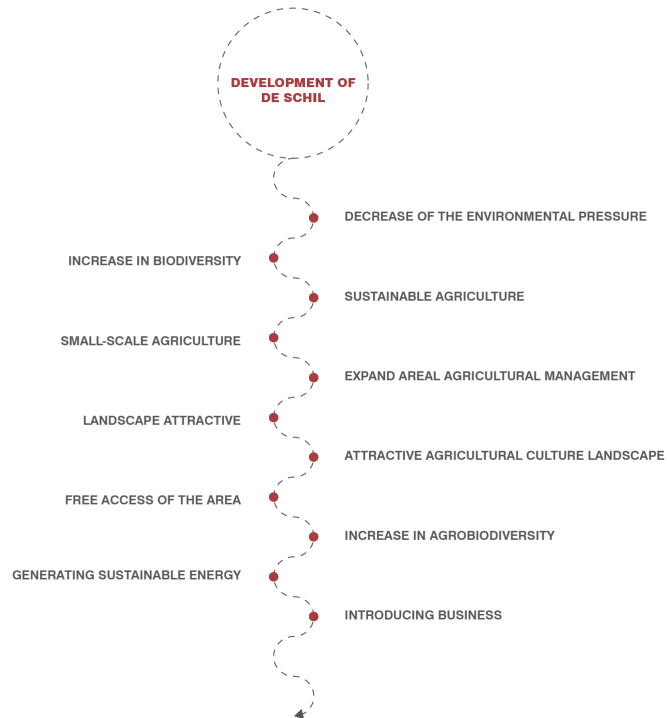 DEVELOPMENT OF
DE SCHIL
DECREASE OF THE ENVIRONMENTAL PRESSURE
INCREASE IN BIODIVERSITY
SUSTAINABLE AGRICULTURE
SMALL-SCALE AGRICULTURE
EXPAND AREAL AGRICULTURAL MANAGEMENT
LANDSCAPE ATTRACTIVE
ATTRACTIVE AGRICULTURAL CULTURE LANDSCAPE
FREE ACCESS OF THE AREA
INCREASE IN AGROBIODIVERSITY
GENERATING SUSTAINABLE ENERGY
INTRODUCING BUSINESS